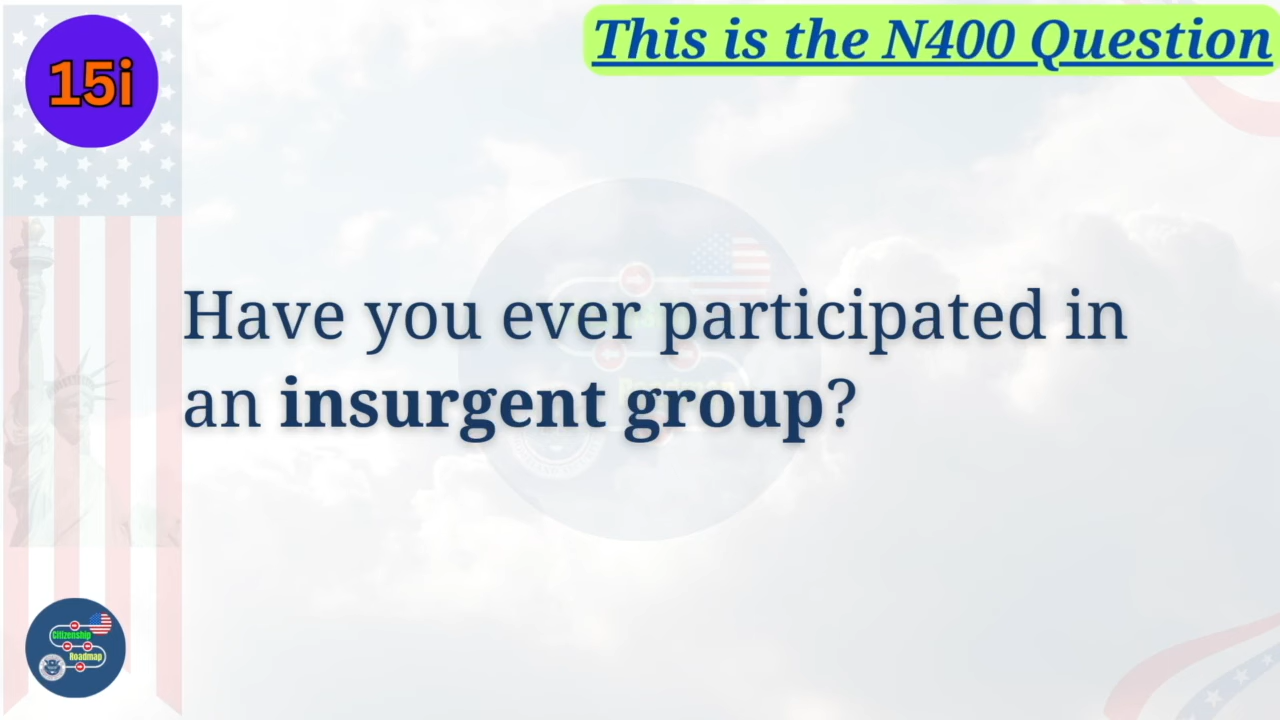 15i
This is the N400 Question
Have you ever participated in
an insurgent group?
Citizenship
Roadmap